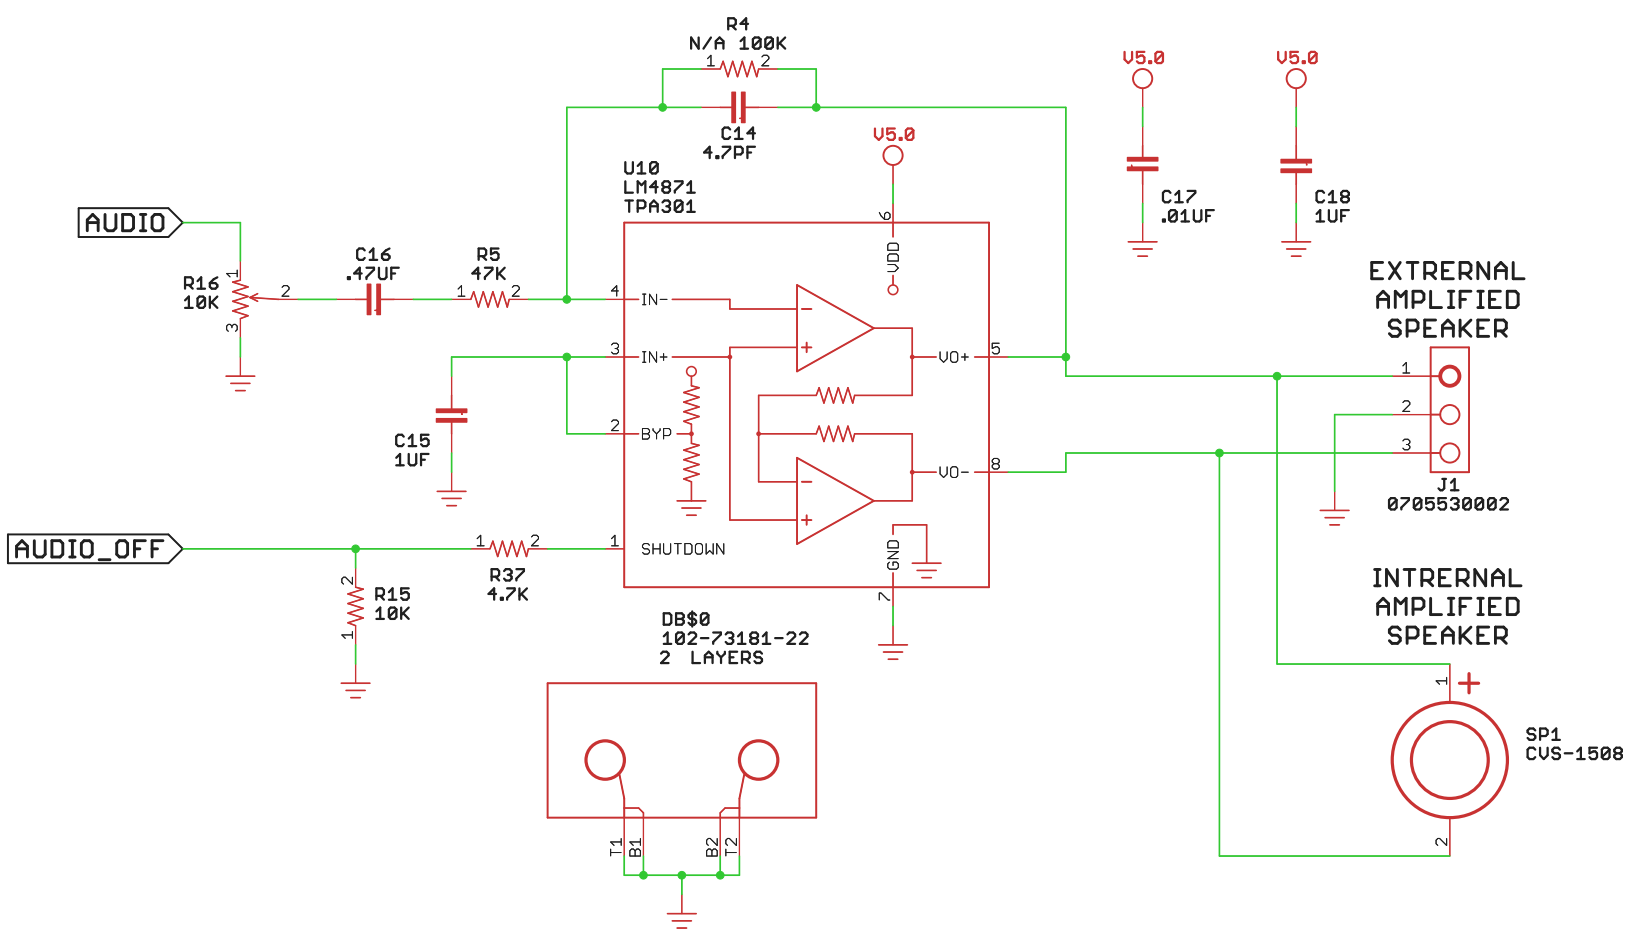 R4
N/A 100K
1 2
C14
4.7PF
V5.0
V5.0
V5.0
C17
.01UF
C18
1UF
U10
LM4871
TPA301
6
VDD
AUDIO
R16
10K
1
2
3
C16
.47UF
R5
47K
1 2
4 IN-
3 IN+
2 BYP
1 SHUTDOWN
- +
- +
VO+ 5
VO- 8
GND
7
C15
1UF
AUDIO_OFF
1 2
R37
4.7K
2
R15
10K
1
EXTRERNAL
AMPLIFIED
SPEAKER
1
2
3
J1
0705530002
INTRERNAL
AMPLIFIED
SPEAKER
1 +
SP1
CVS-1508
2
DB$0
102-73181-22
2 LAYERS
T1 B1 B2 T2